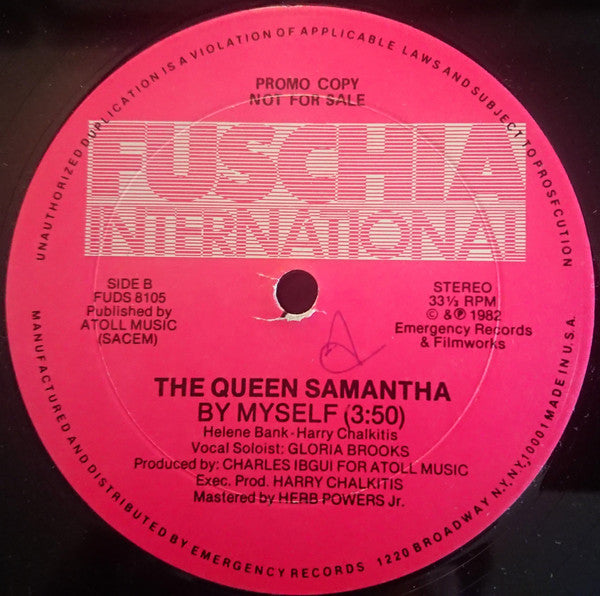 UNAUTHORIZED DUPLICATION IS A VIOLATION OF APPLICABLE LAWS AND SUBJECT TO PROSFCUTION
PROMO COPY
NOT FOR SALE
FUSCHIA
INTERNATIONAL
SIDE B
FUDS 8105
Published by
ATOLL MUSIC
(SACEM)
STEREO
33⅓ RPM
© & ℗ 1982
Emergency Records
& Filmworks
THE QUEEN SAMANTHA
BY MYSELF (3:50)
Helene Bank - Harry Chalkitis
Vocal Soloist: GLORIA BROOKS
Produced by: CHARLES IBGUI FOR ATOLL MUSIC
Exec. Prod. HARRY CHALKITIS
Mastered by HERB POWERS Jr.
MANUFACTURED AND DISTRIBUTED BY EMERGENCY RECORDS 1220 BROADWAY N.Y. N.Y. 10001 MADE IN U.S.A.